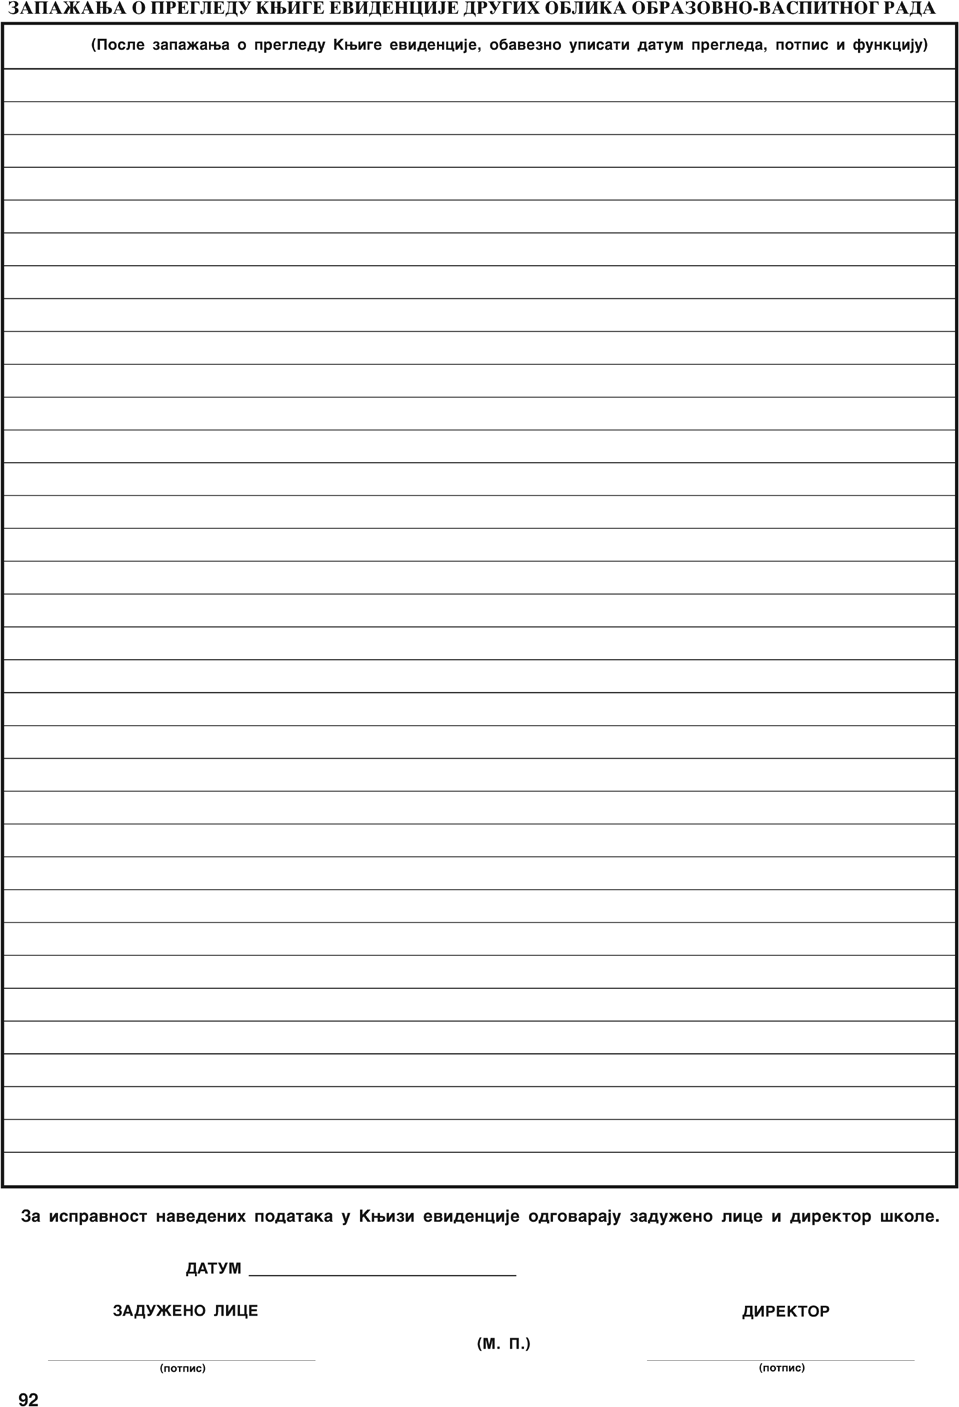 ЗАПАЖАЊА О ПРЕГЛЕДУ КЊИГЕ ЕВИДЕНЦИЈЕ ДРУГИХ ОБЛИКА ОБРАЗОВНО-ВАСПИТНОГ РАДА
(После запажања о прегледу Књиге евиденције, обавезно уписати датум прегледа, потпис и функцију)
За исправност наведених података у Књизи евиденције одговарају задужено лице и директор школе.
ДАТУМ
ЗАДУЖЕНО ЛИЦЕ
ДИРЕКТОР
(М. П.)
(потпис)
(потпис)
92